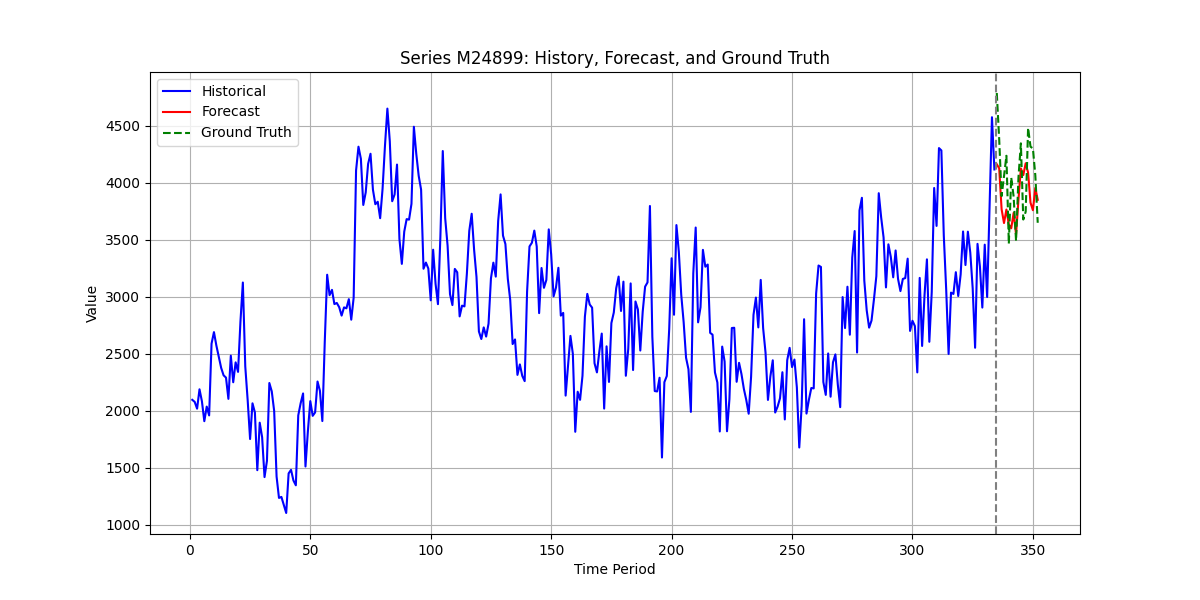 Series M24899: History, Forecast, and Ground Truth
Historical
Forecast
Ground Truth
4500
4000
3500
3000
2500
2000
1500
1000
Value
0 50 100 150 200 250 300 350
Time Period